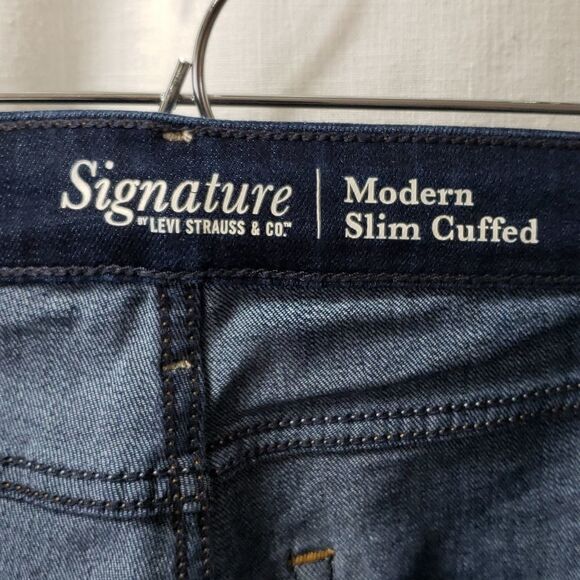 Signature
BY LEVI STRAUSS & CO.™
Modern
Slim Cuffed